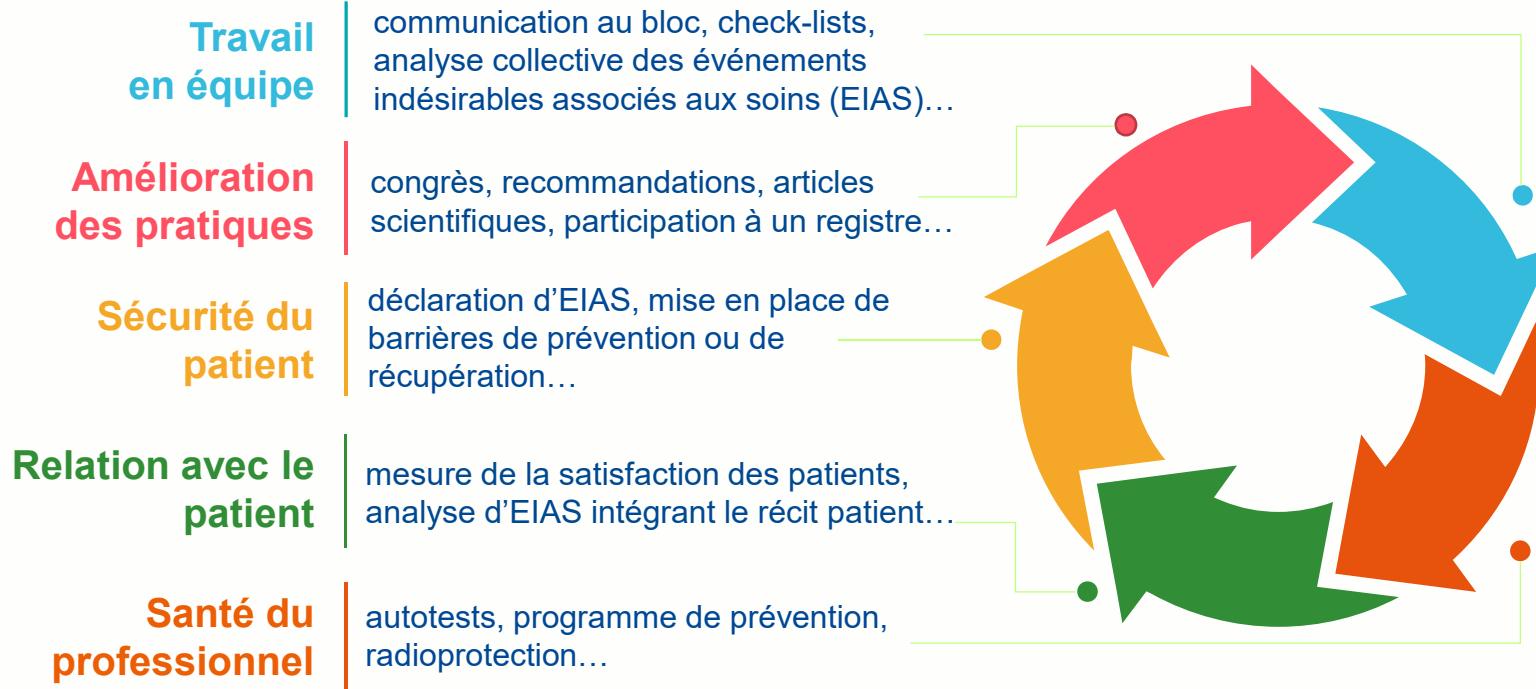 Travail
en équipe
communication au bloc, check-lists,
analyse collective des événements
indésirables associés aux soins (EIAS)…
Amélioration
des pratiques
congrès, recommandations, articles
scientifiques, participation à un registre…
Sécurité du
patient
déclaration d’EIAS, mise en place de
barrières de prévention ou de
récupération…
Relation avec le
patient
mesure de la satisfaction des patients,
analyse d’EIAS intégrant le récit patient…
Santé du
professionnel
autotests, programme de prévention,
radioprotection…